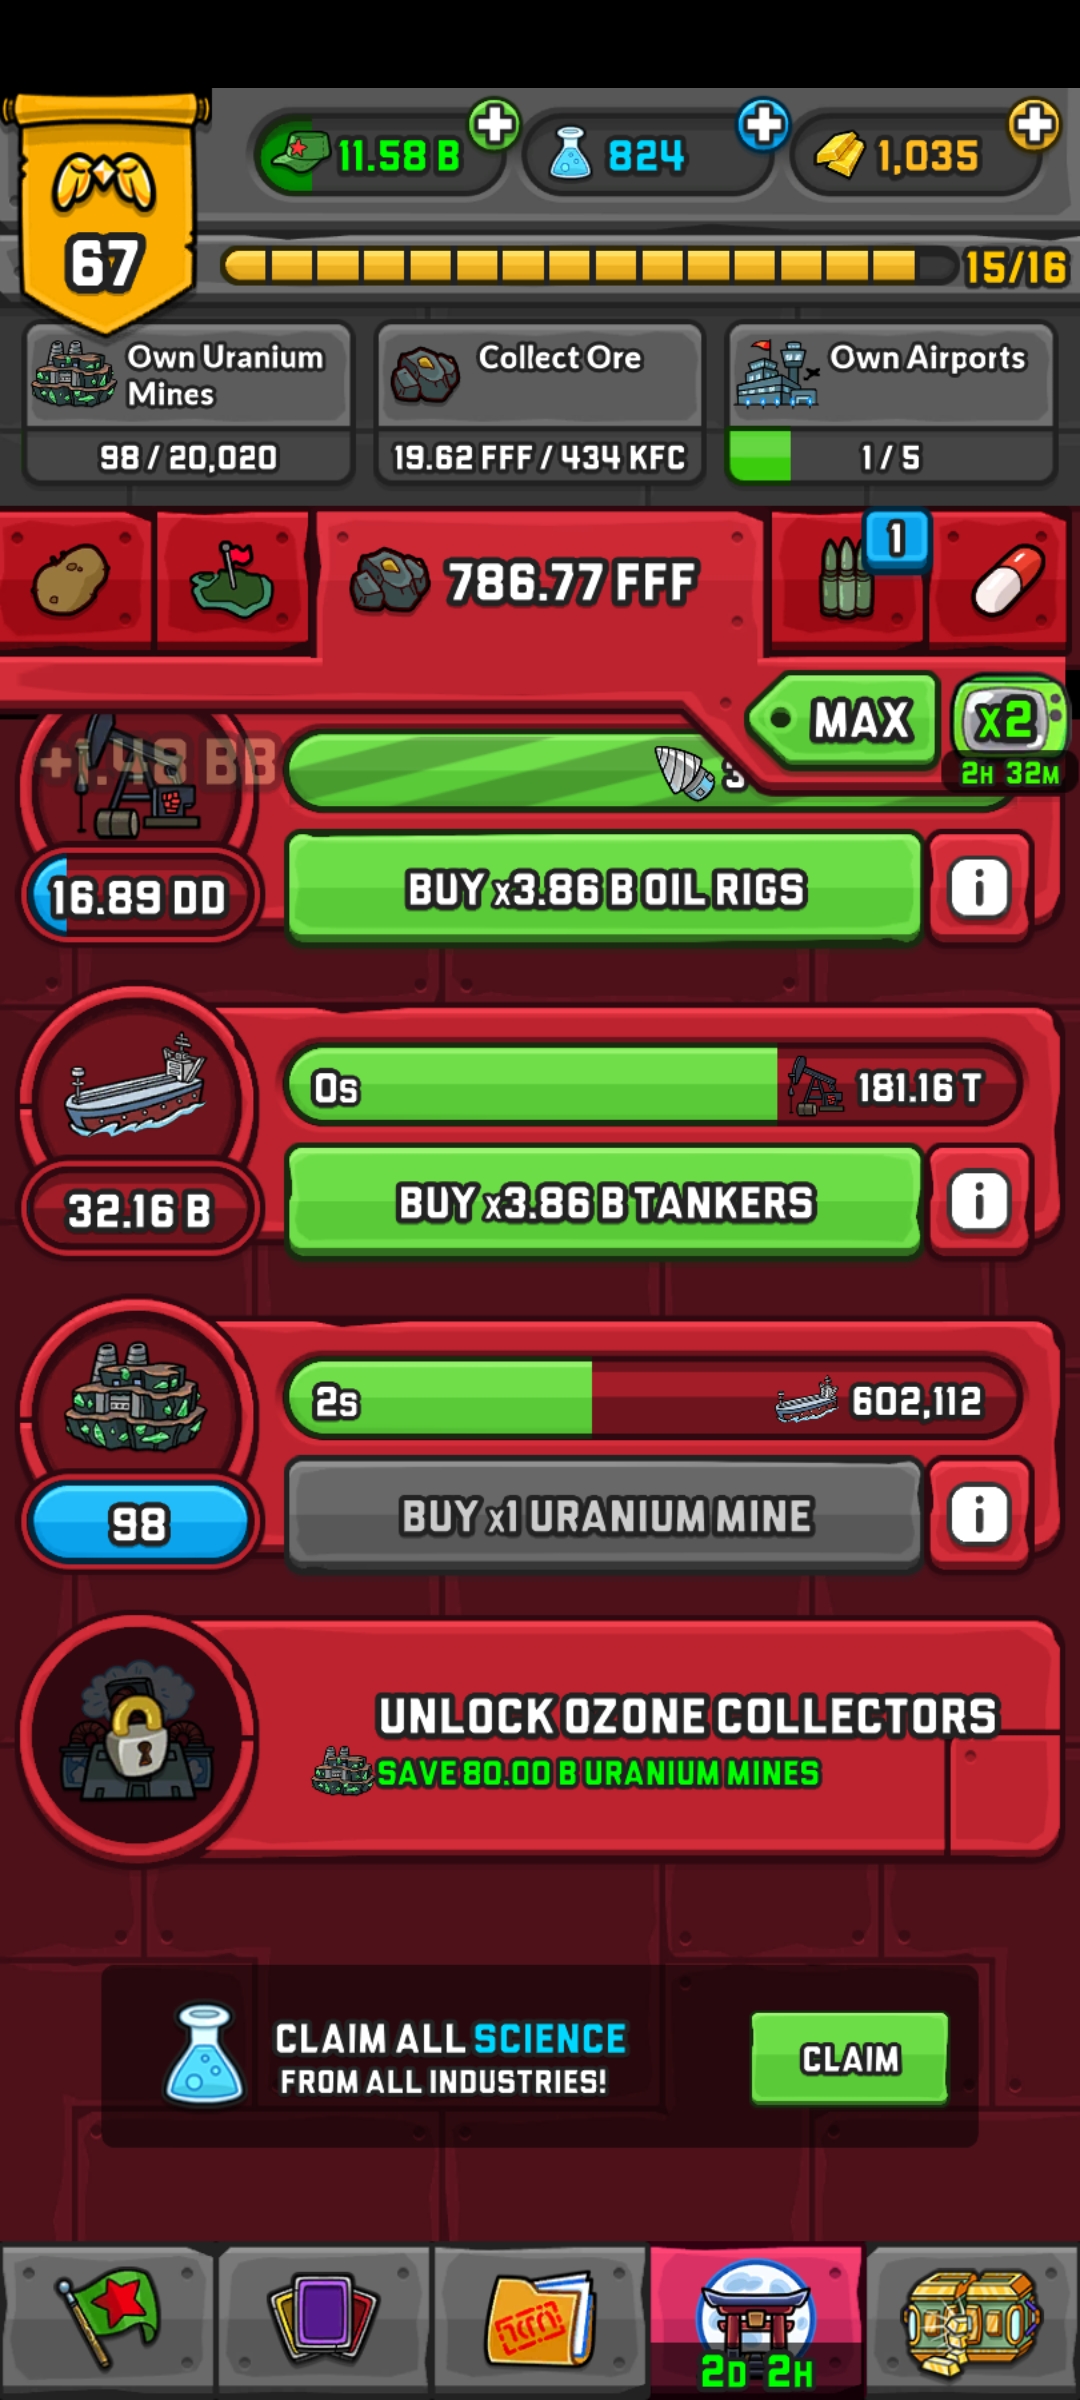 11.58 B
824
1,035
67
15/16
Own Uranium
Mines
98 / 20,020
Collect Ore
19.62 FFF / 434 KFC
Own Airports
1 / 5
786.77 FFF
1
MAX
x2
2H 32M
+1.48 BB
16.89 DD
BUY x3.86 B OIL RIGS
i
0s
181.16 T
32.16 B
BUY x3.86 B TANKERS
i
2s
602,112
98
BUY x1 URANIUM MINE
i
UNLOCK OZONE COLLECTORS
SAVE 80.00 B URANIUM MINES
CLAIM ALL SCIENCE
FROM ALL INDUSTRIES!
CLAIM
2D 2H